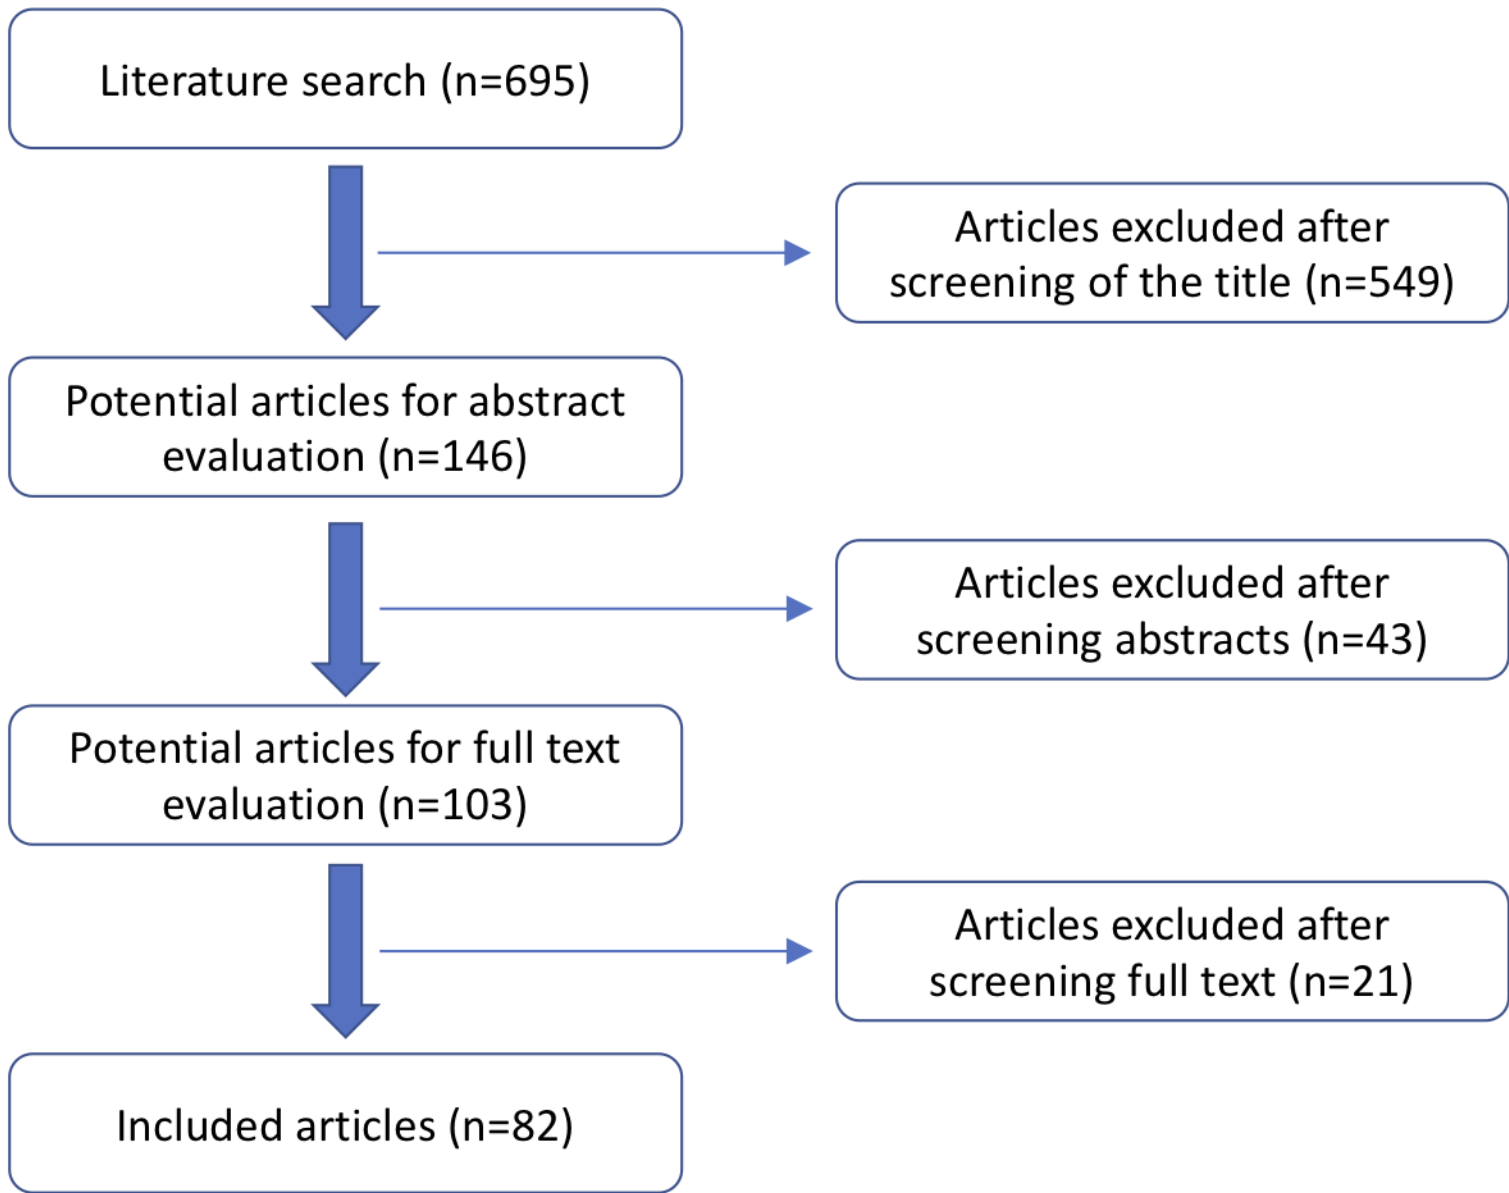 Literature search (n=695)
Articles excluded after
screening of the title (n=549)
Potential articles for abstract
evaluation (n=146)
Articles excluded after
screening abstracts (n=43)
Potential articles for full text
evaluation (n=103)
Articles excluded after
screening full text (n=21)
Included articles (n=82)